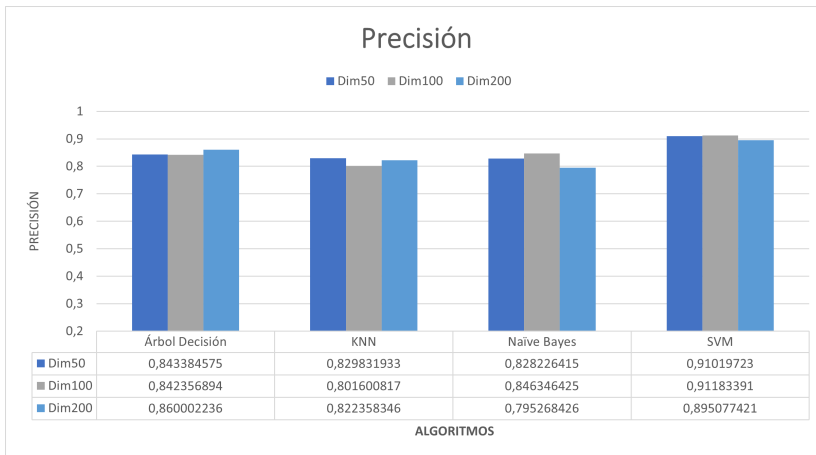 Precisión
Dim50 Dim100 Dim200
1
0,9
0,8
0,7
0,6
0,5
0,4
0,3
0,2
PRECISIÓN
Árbol Decisión KNN Naïve Bayes SVM
Dim50 0,843384575 0,829831933 0,828226415 0,91019723
Dim100 0,842356894 0,801600817 0,846346425 0,91183391
Dim200 0,860002236 0,822358346 0,795268426 0,895077421
ALGORITMOS